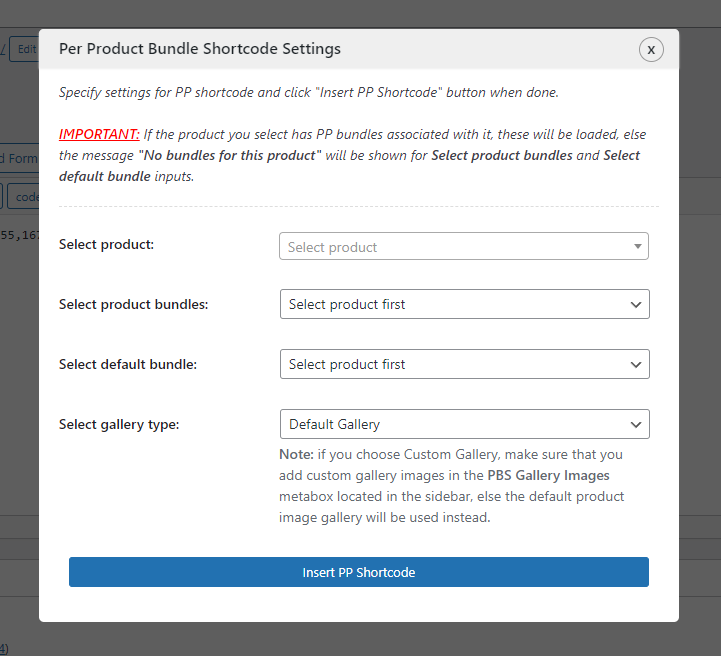 Per Product Bundle Shortcode Settings
x
Edit
Specify settings for PP shortcode and click "Insert PP Shortcode" button when done.
IMPORTANT: If the product you select has PP bundles associated with it, these will be loaded, else
the message "No bundles for this product" will be shown for Select product bundles and Select
default bundle inputs.
d Form
code
55,167
Select product:
Select product
Select product bundles:
Select product first
Select default bundle:
Select product first
Select gallery type:
Default Gallery
Note: if you choose Custom Gallery, make sure that you
add custom gallery images in the PBS Gallery Images
metabox located in the sidebar, else the default product
image gallery will be used instead.
Insert PP Shortcode
4)